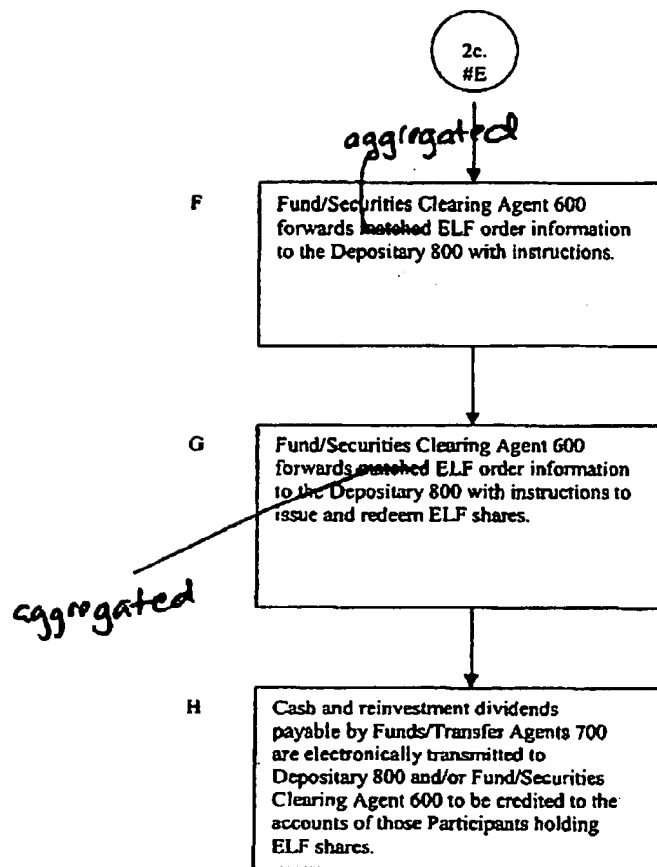 2c.
#E
aggregated
F
Fund/Securities Clearing Agent 600
forwards matched ELF order information
to the Depositary 800 with instructions.
G
Fund/Securities Clearing Agent 600
forwards matched ELF order information
to the Depositary 800 with instructions to
issue and redeem ELF shares.
aggregated
H
Cash and reinvestment dividends
payable by Funds/Transfer Agents 700
are electronically transmitted to
Depositary 800 and/or Fund/Securities
Clearing Agent 600 to be credited to the
accounts of those Participants holding
ELF shares.